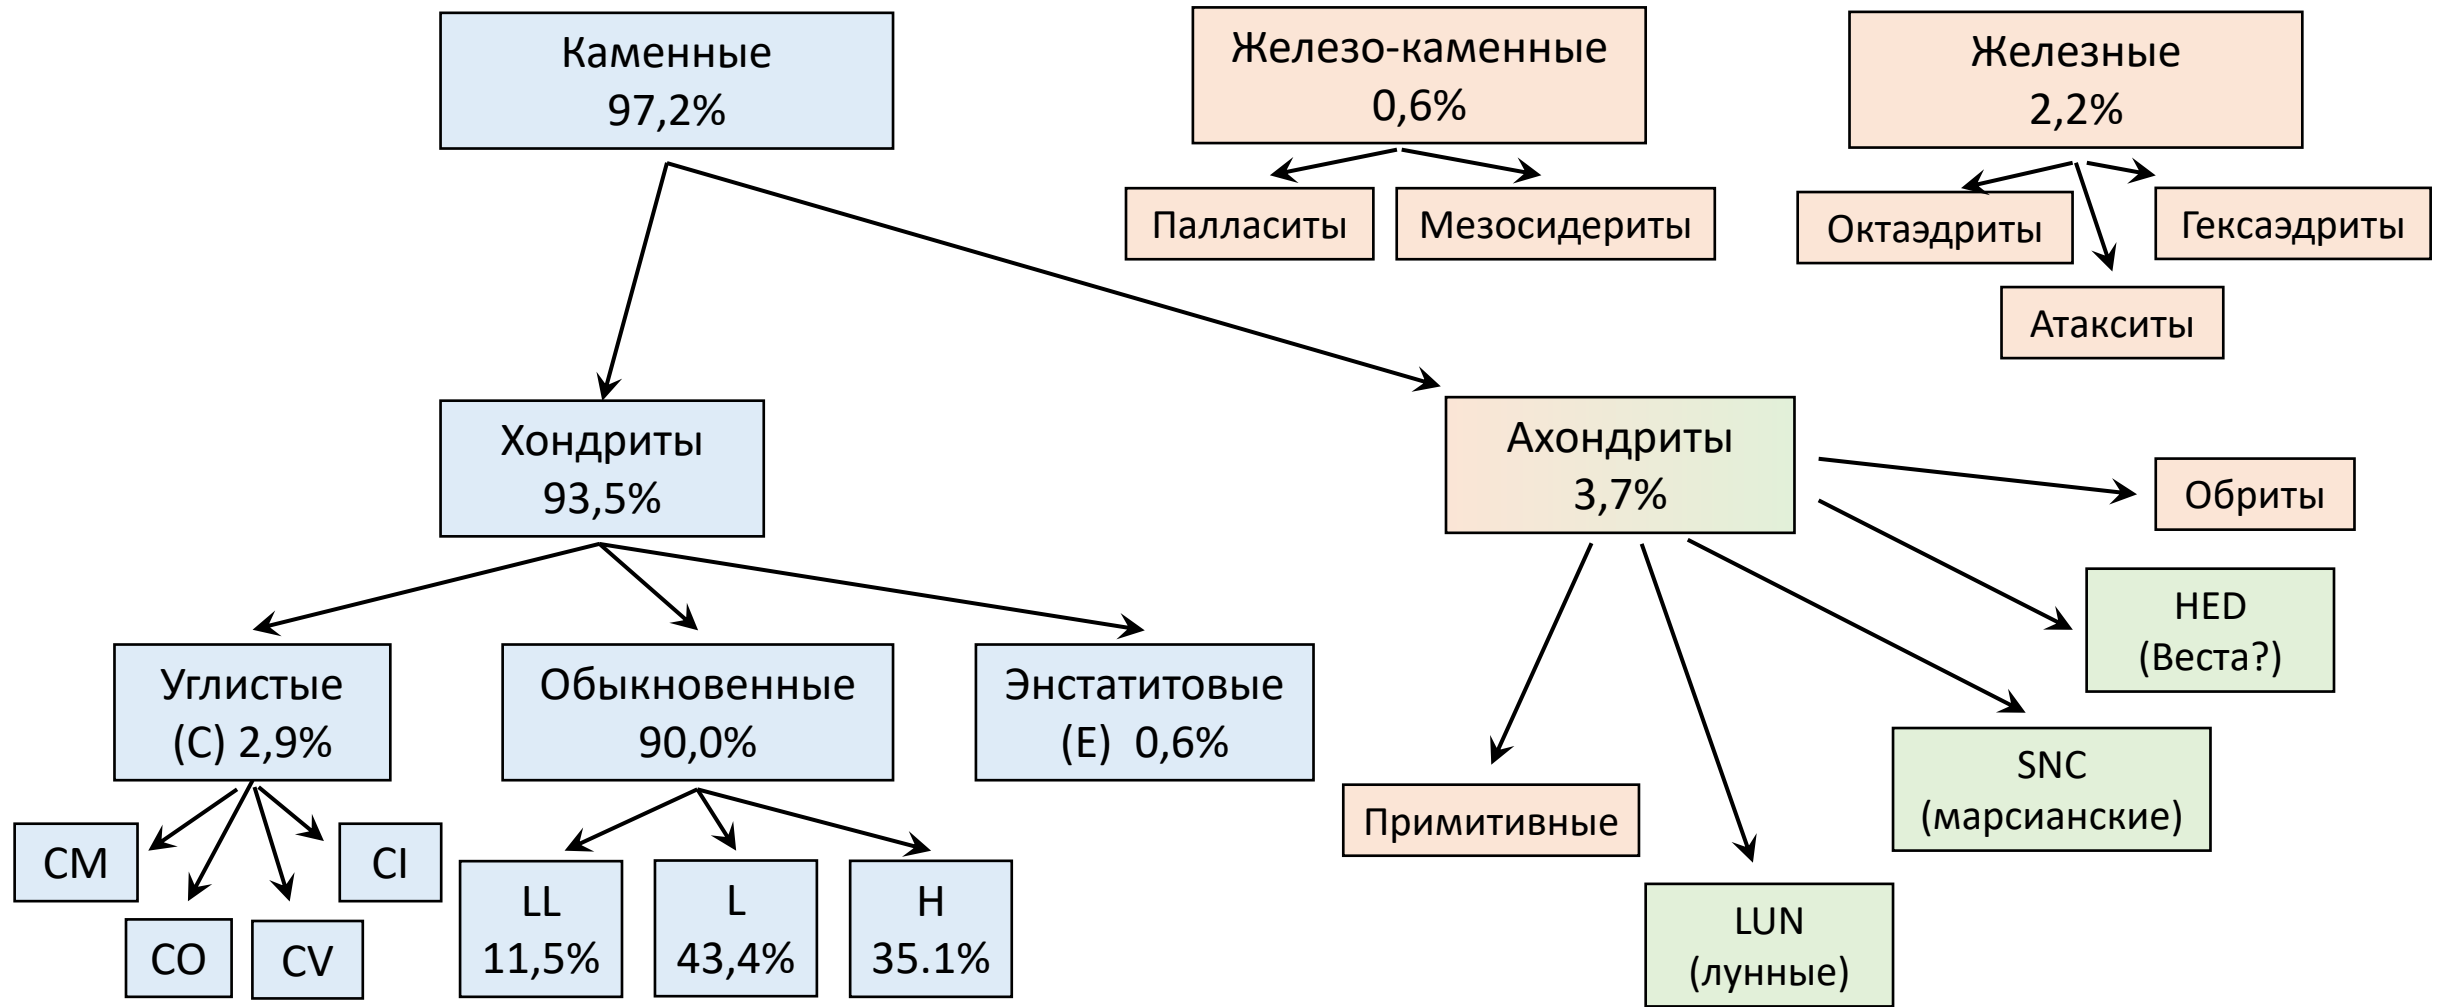 Каменные
97,2%
Железо-каменные
0,6%
Железные
2,2%
Палласиты
Мезосидериты
Октаэдриты
Гексаэдриты
Атакситы
Хондриты
93,5%
Ахондриты
3,7%
Обриты
HED
(Веста?)
Углистые
(C) 2,9%
Обыкновенные
90,0%
Энстатитовые
(E) 0,6%
SNC
(марсианские)
Примитивные
CM
CI
CO
CV
LL
11,5%
L
43,4%
H
35.1%
LUN
(лунные)